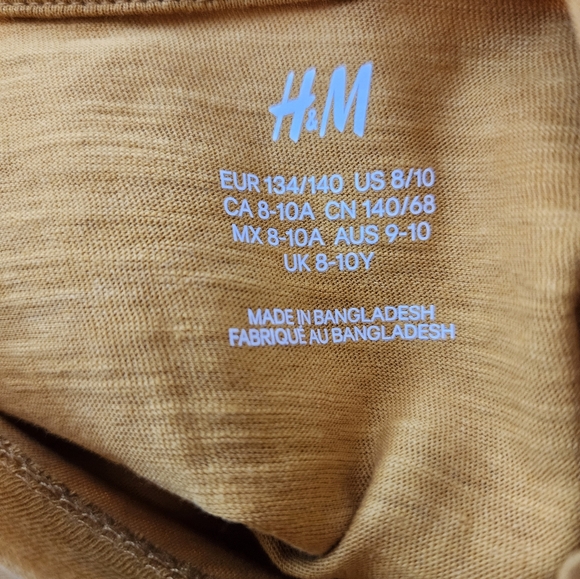 H&M
EUR 134/140 US 8/10
CA 8-10A CN 140/68
MX 8-10A AUS 9-10
UK 8-10Y
MADE IN BANGLADESH
FABRIQUÉ AU BANGLADESH